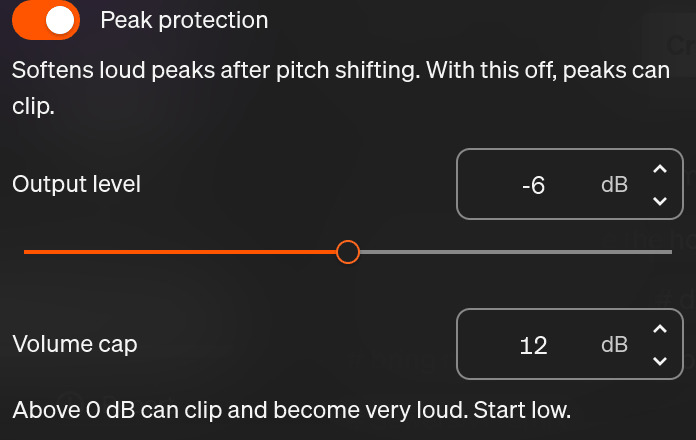 Peak protection
Softens loud peaks after pitch shifting. With this off, peaks can
clip.
Output level
-6 dB
Volume cap
12 dB
Above 0 dB can clip and become very loud. Start low.